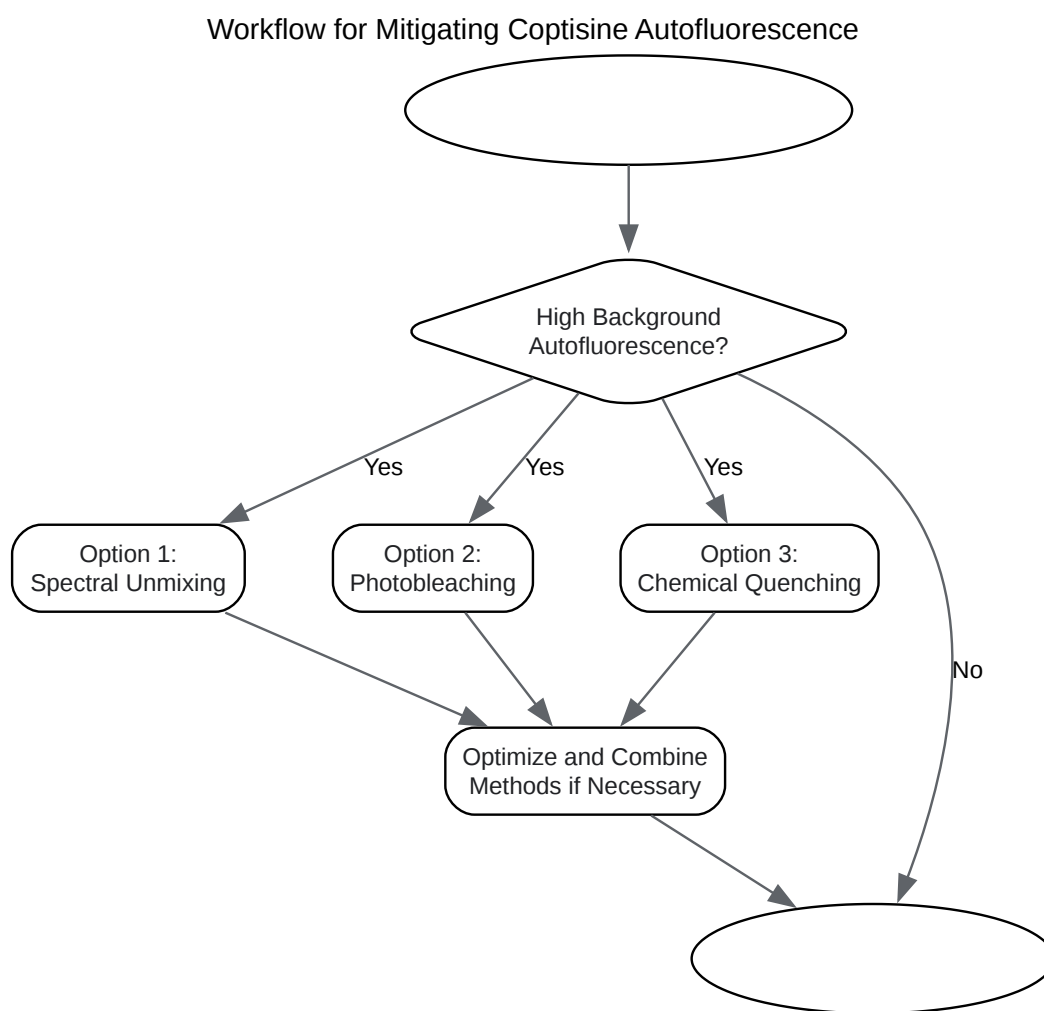 Workflow for Mitigating Coptisine Autofluorescence
High Background
Autofluorescence?
Yes
Yes
Yes
Option 1:
Spectral Unmixing
Option 2:
Photobleaching
Option 3:
Chemical Quenching
No
Optimize and Combine
Methods if Necessary